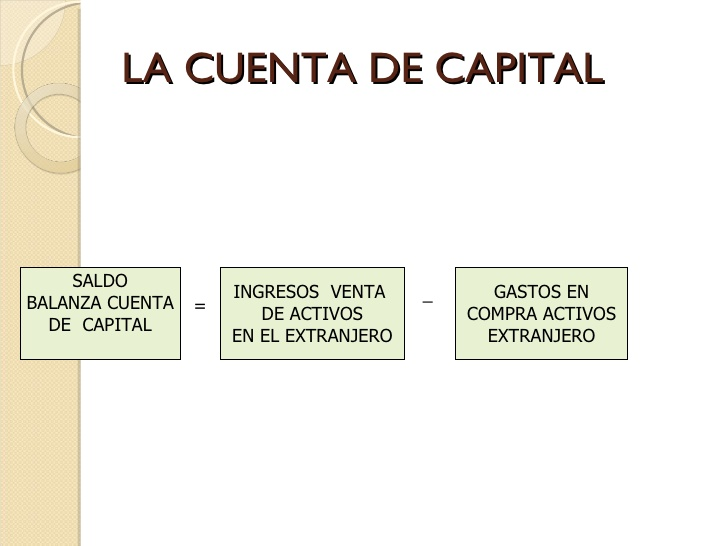 LA CUENTA DE CAPITAL
SALDO
BALANZA CUENTA
DE CAPITAL
=
INGRESOS VENTA
DE ACTIVOS
EN EL EXTRANJERO
–
GASTOS EN
COMPRA ACTIVOS
EXTRANJERO